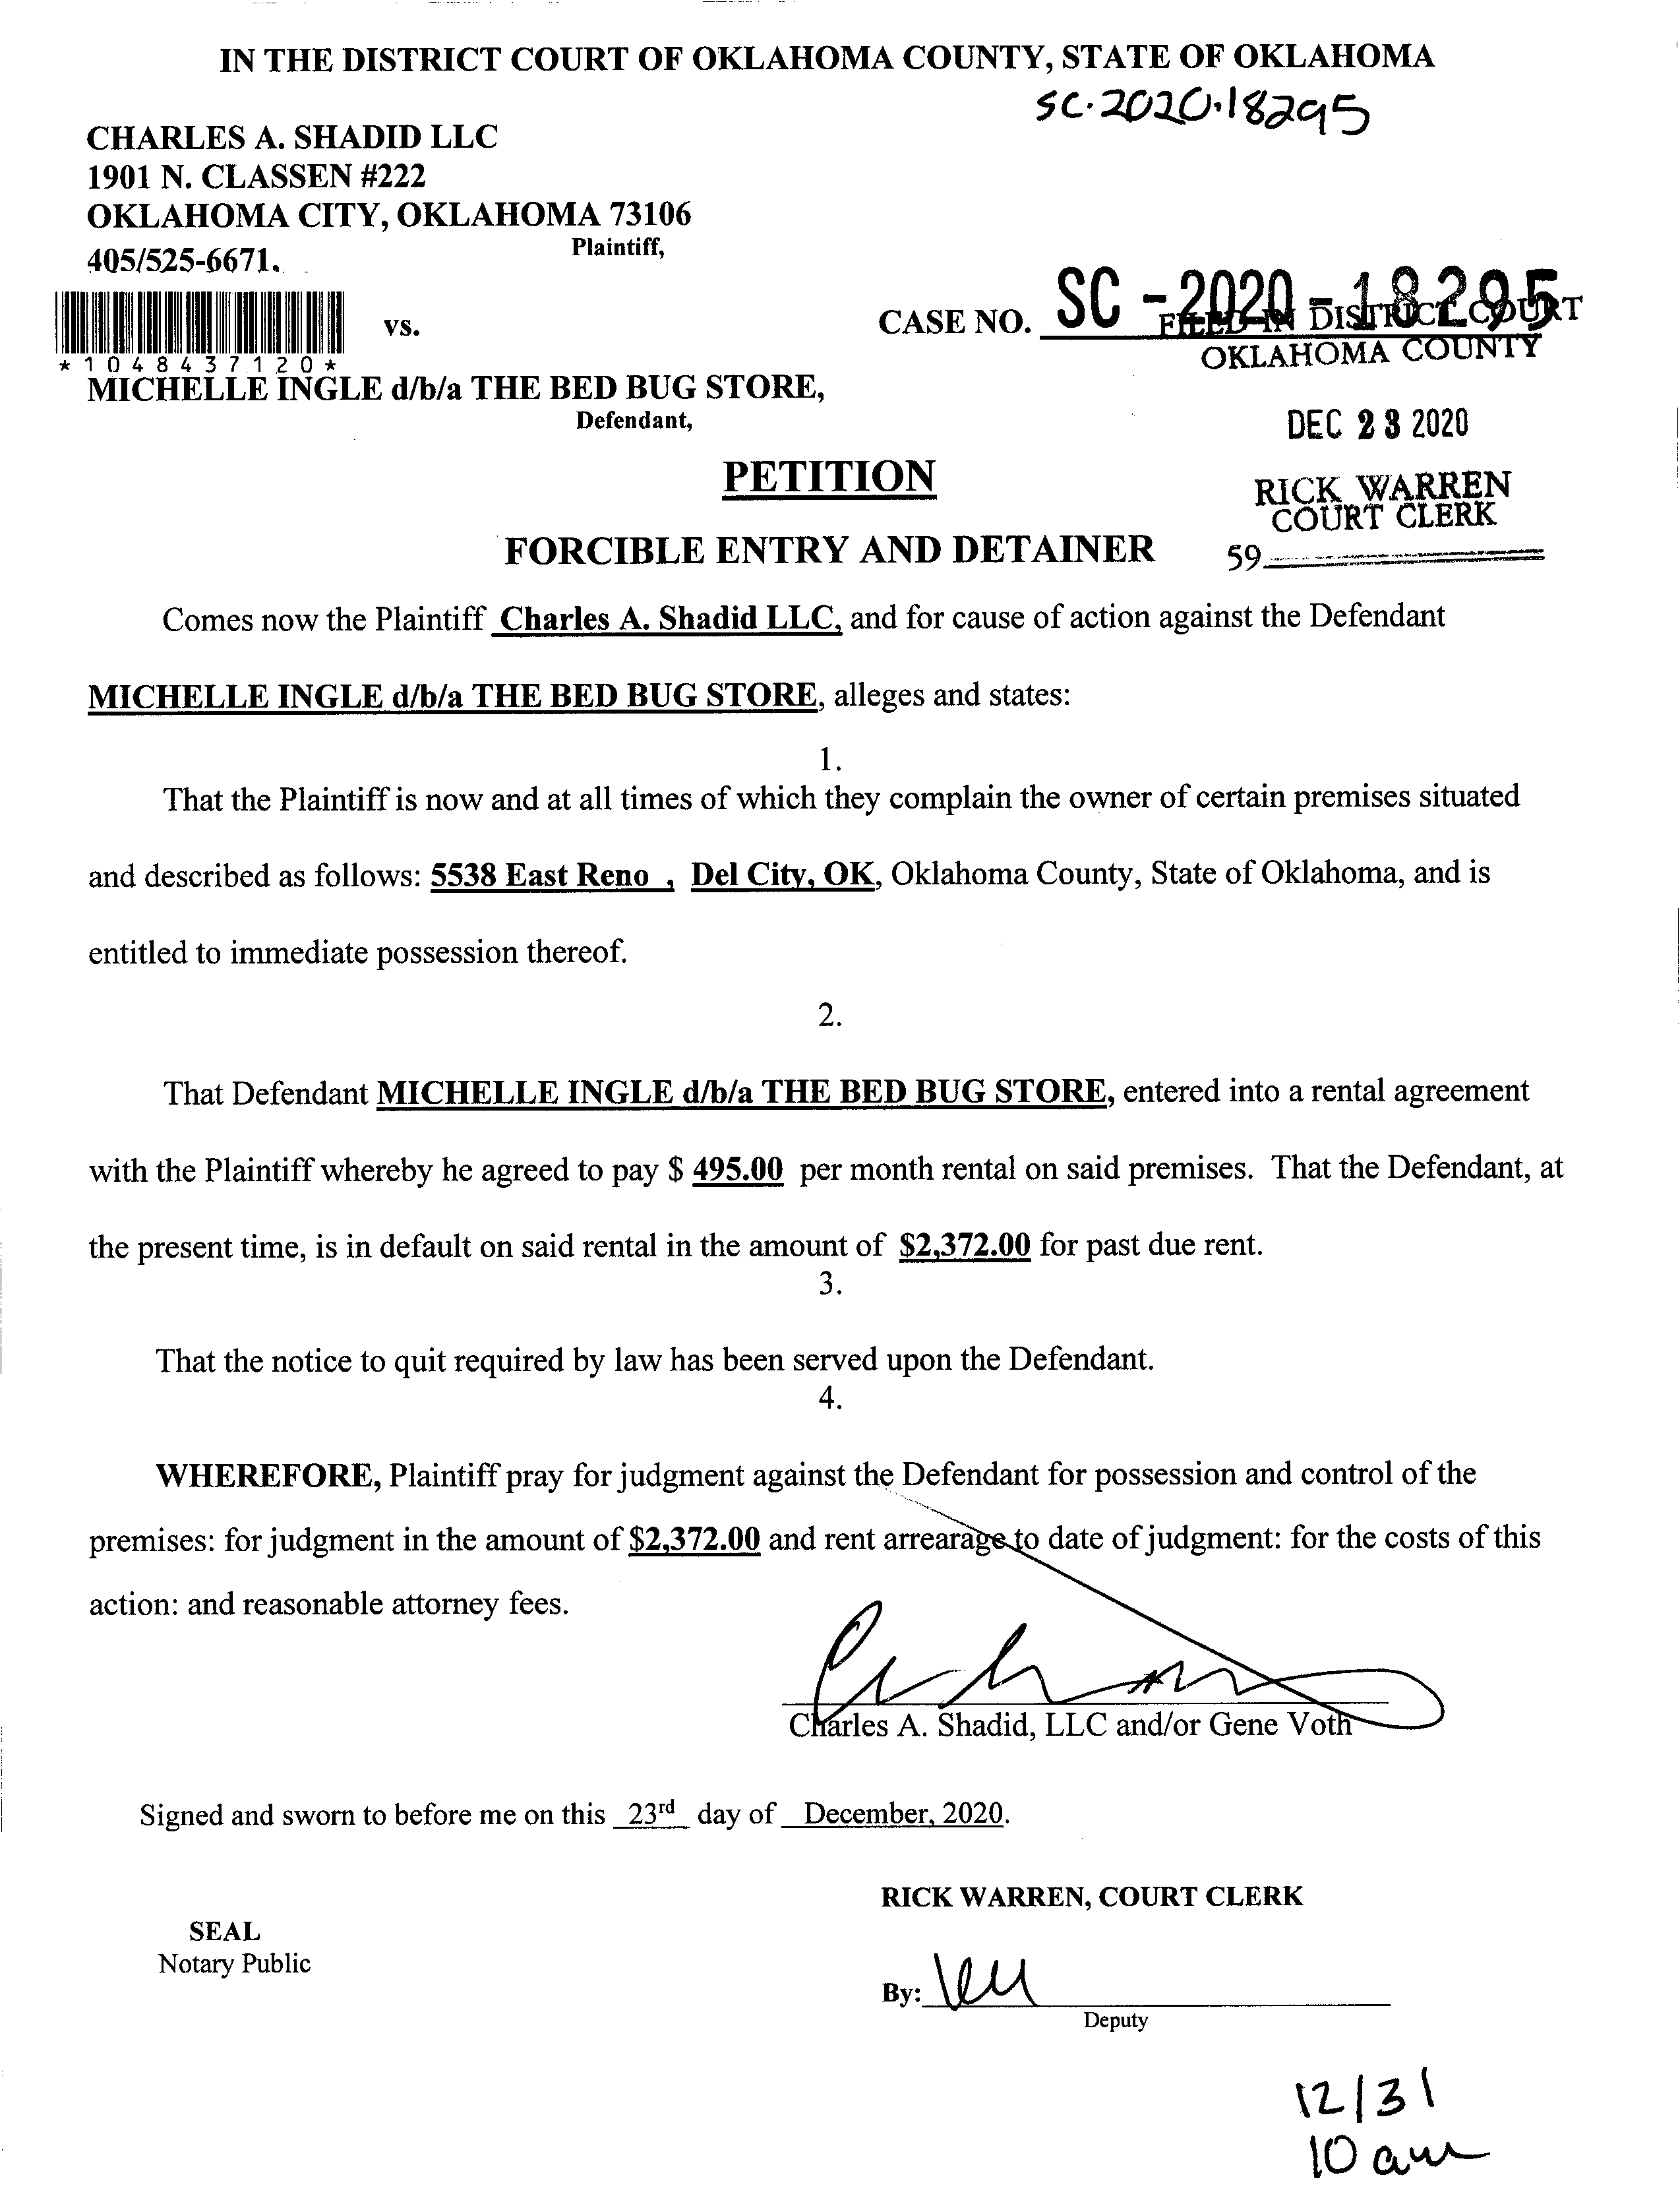 IN THE DISTRICT COURT OF OKLAHOMA COUNTY, STATE OF OKLAHOMA
SC-2020-18295
CHARLES A. SHADID LLC
1901 N. CLASSEN #222
OKLAHOMA CITY, OKLAHOMA 73106
Plaintiff,
405/525-6671.
vs.
CASE NO. SC-2020-18295
FILED IN DISTRICT COURT
OKLAHOMA COUNTY
*1048437120*
MICHELLE INGLE d/b/a THE BED BUG STORE,
Defendant,
DEC 23 2020
PETITION
RICK WARREN
COURT CLERK
FORCIBLE ENTRY AND DETAINER
59
Comes now the Plaintiff Charles A. Shadid LLC, and for cause of action against the Defendant
MICHELLE INGLE d/b/a THE BED BUG STORE, alleges and states:
1.
That the Plaintiff is now and at all times of which they complain the owner of certain premises situated
and described as follows: 5538 East Reno , Del City, OK, Oklahoma County, State of Oklahoma, and is
entitled to immediate possession thereof.
2.
That Defendant MICHELLE INGLE d/b/a THE BED BUG STORE, entered into a rental agreement
with the Plaintiff whereby he agreed to pay $ 495.00 per month rental on said premises. That the Defendant, at
the present time, is in default on said rental in the amount of $2,372.00 for past due rent.
3.
That the notice to quit required by law has been served upon the Defendant.
4.
WHEREFORE, Plaintiff pray for judgment against the Defendant for possession and control of the
premises: for judgment in the amount of $2,372.00 and rent arrearage to date of judgment: for the costs of this
action: and reasonable attorney fees.
Charles A. Shadid, LLC and/or Gene Voth
Signed and sworn to before me on this 23rd day of December, 2020.
RICK WARREN, COURT CLERK
SEAL
Notary Public
By:
Deputy
12/31
10 am